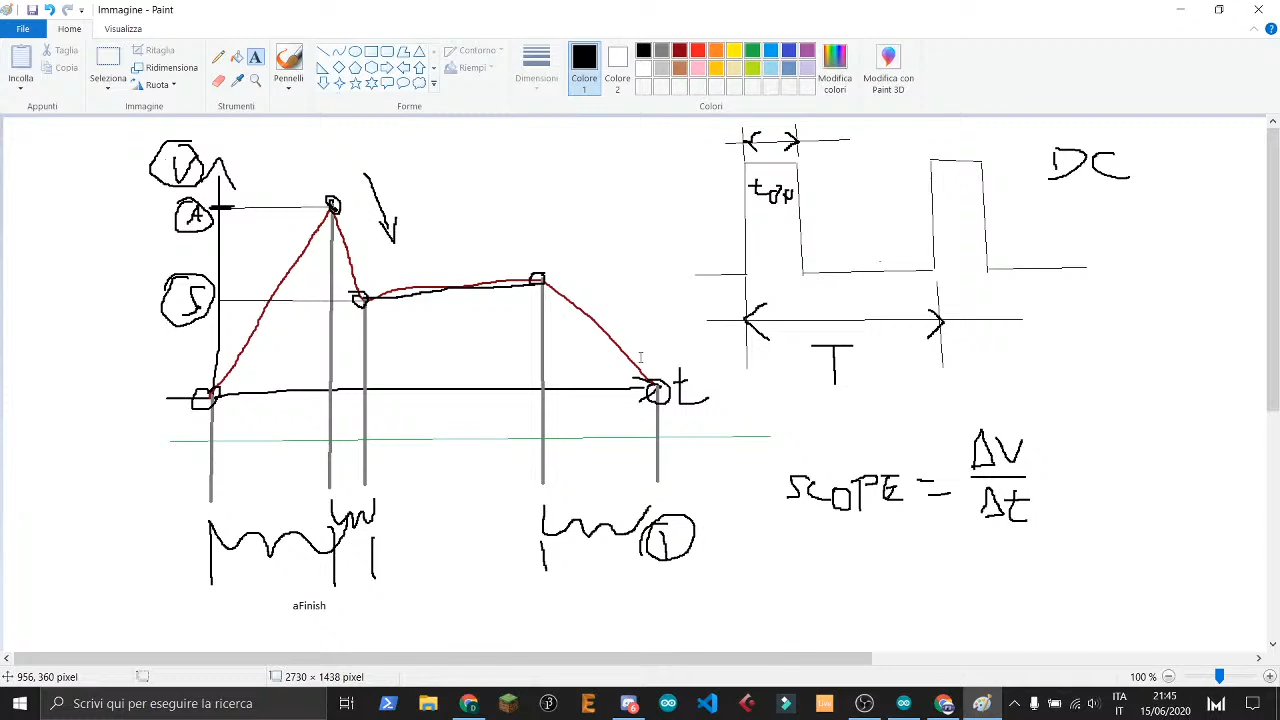 Immagine - Paint
File
Home
Visualizza
Incolla
Taglia
Copia
Appunti
Seleziona
Ritaglia
Ridimensiona
Ruota
Immagine
Strumenti
Pennelli
Forme
Contorno
Riempi
Dimensioni
Colore 1
Colore 2
Colori
Modifica colori
Modifica con Paint 3D
V
A
S
t
ton
DC
T
SCOPE = ΔV
Δt
aFinish
956, 360 pixel
2730 × 1438 pixel
100 %
Scrivi qui per eseguire la ricerca
Live
ITA
IT
21:45
15/06/2020